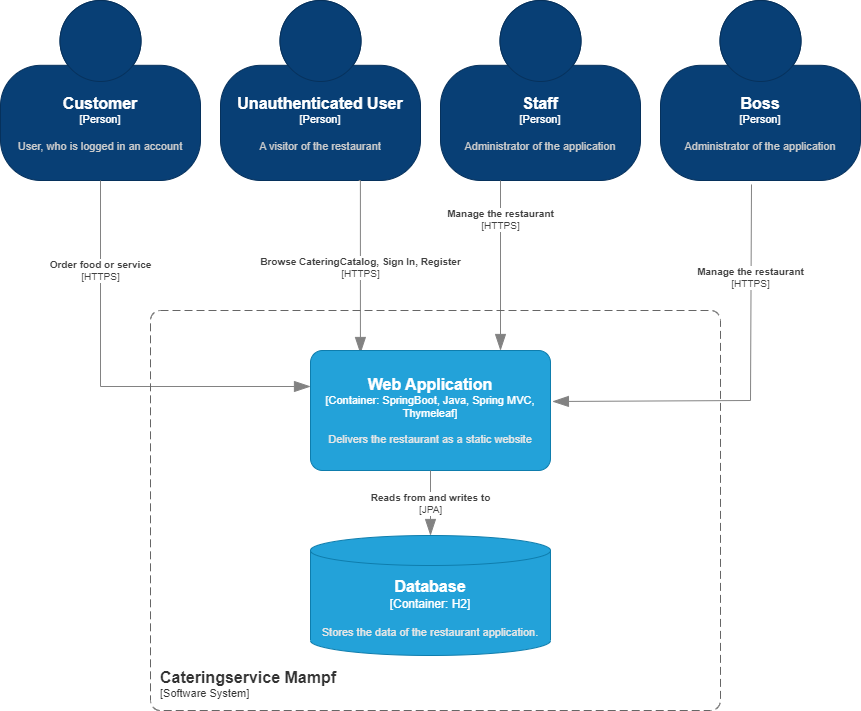 Customer
[Person]
User, who is logged in an account
Unauthenticated User
[Person]
A visitor of the restaurant
Staff
[Person]
Administrator of the application
Boss
[Person]
Administrator of the application
Order food or service
[HTTPS]
Browse CateringCatalog, Sign In, Register
[HTTPS]
Manage the restaurant
[HTTPS]
Manage the restaurant
[HTTPS]
Web Application
[Container: SpringBoot, Java, Spring MVC,
Thymeleaf]
Delivers the restaurant as a static website
Reads from and writes to
[JPA]
Database
[Container: H2]
Stores the data of the restaurant application.
Cateringservice Mampf
[Software System]